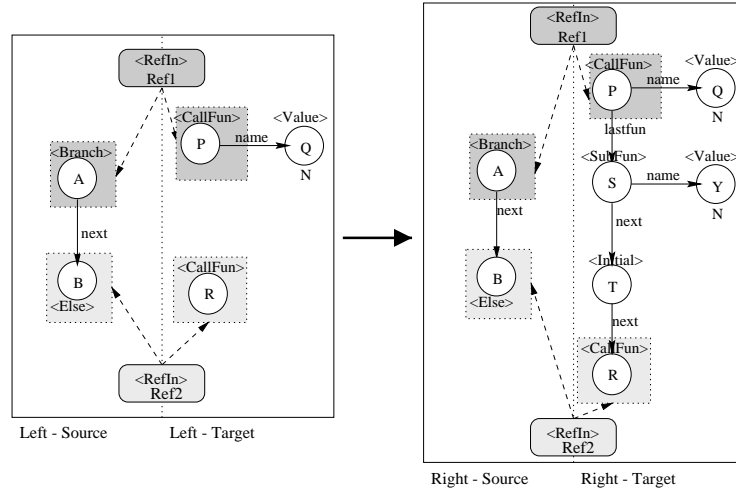 <RefIn>
Ref1
<CallFun>
<Value>
P
name
Q
N
<Branch>
A
next
B
<Else>
<CallFun>
R
<RefIn>
Ref2
Left - Source
Left - Target
<RefIn>
Ref1
<CallFun>
<Value>
P
name
Q
N
lastfun
<Branch>
A
next
B
<Else>
<SubFun>
<Value>
S
name
Y
N
next
<Initial>
T
next
<CallFun>
R
<RefIn>
Ref2
Right - Source
Right - Target